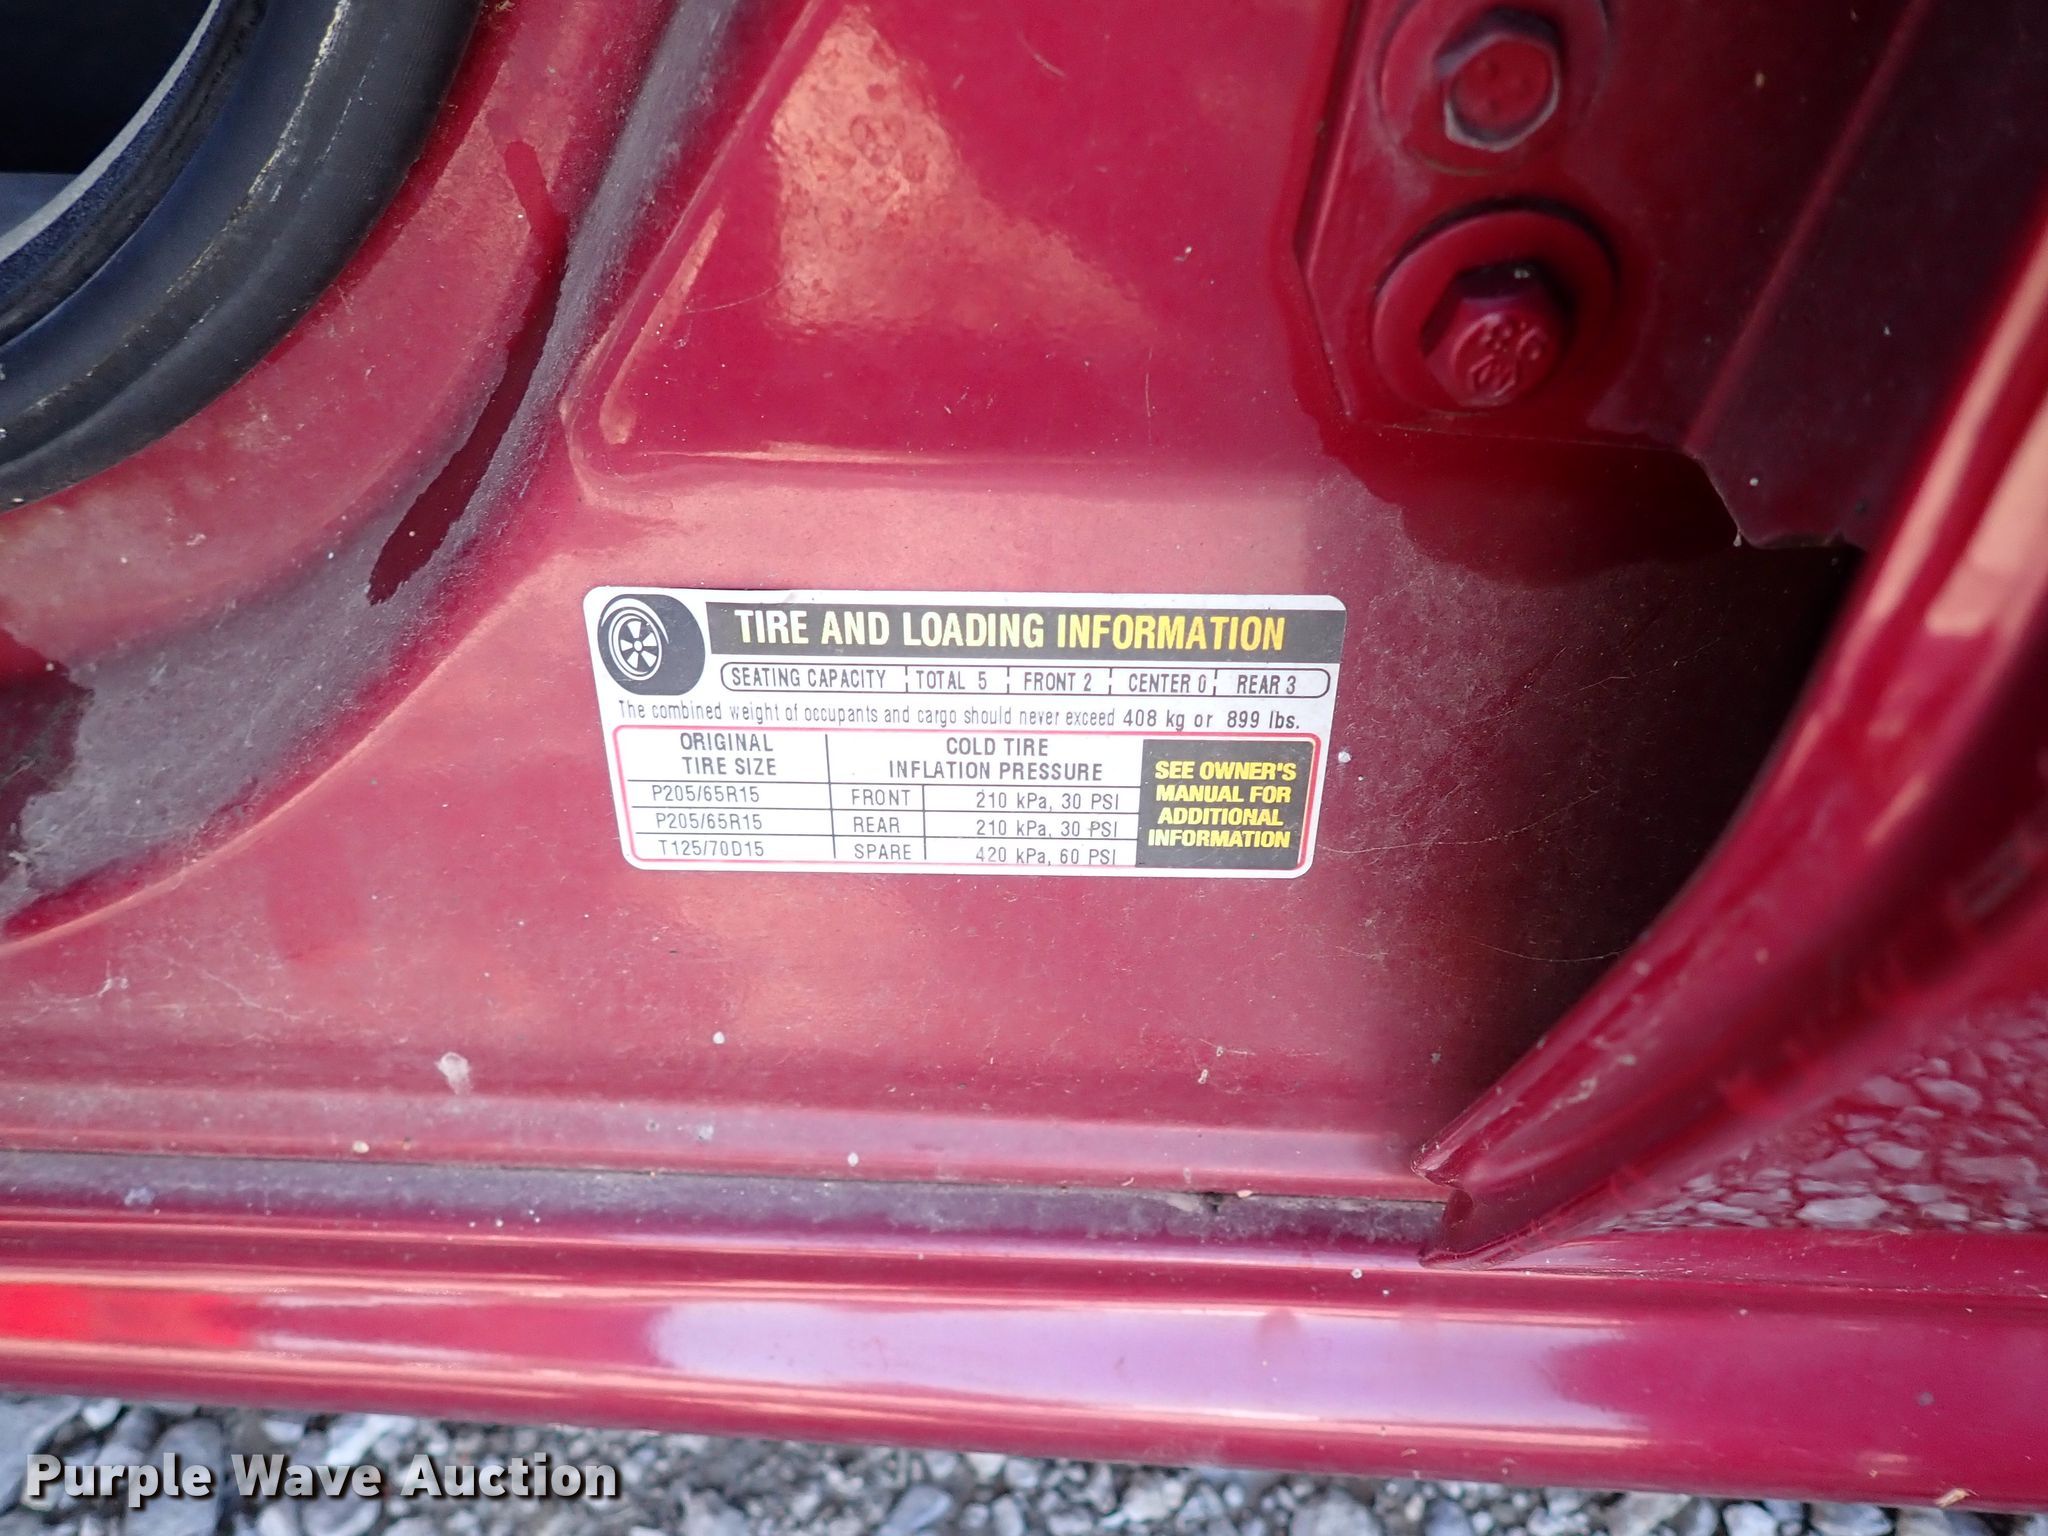 TIRE AND LOADING INFORMATION
SEATING CAPACITY TOTAL 5 FRONT 2 CENTER 0 REAR 3
The combined weight of occupants and cargo should never exceed 408 kg or 899 lbs.
ORIGINAL TIRE SIZE
COLD TIRE INFLATION PRESSURE
P205/65R15 FRONT 210 kPa, 30 PSI
P205/65R15 REAR 210 kPa, 30 PSI
T125/70D15 SPARE 420 kPa, 60 PSI
SEE OWNER'S
MANUAL FOR
ADDITIONAL
INFORMATION
Purple Wave Auction